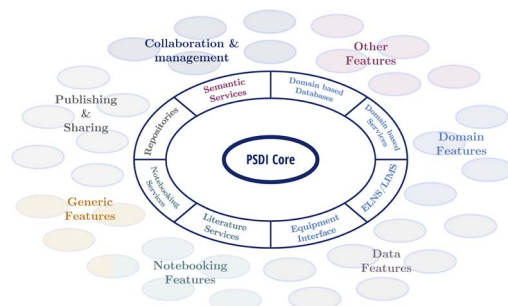 Collaboration &
management
Other
Features
Semantic
Services
Domain based
Databases
Publishing
&
Sharing
Repositories
Domain based
Services
PSDI Core
Domain
Features
Notebooking
Services
ELNS/LIMS
Generic
Features
Literature
Services
Equipment
Interface
Notebooking
Features
Data
Features